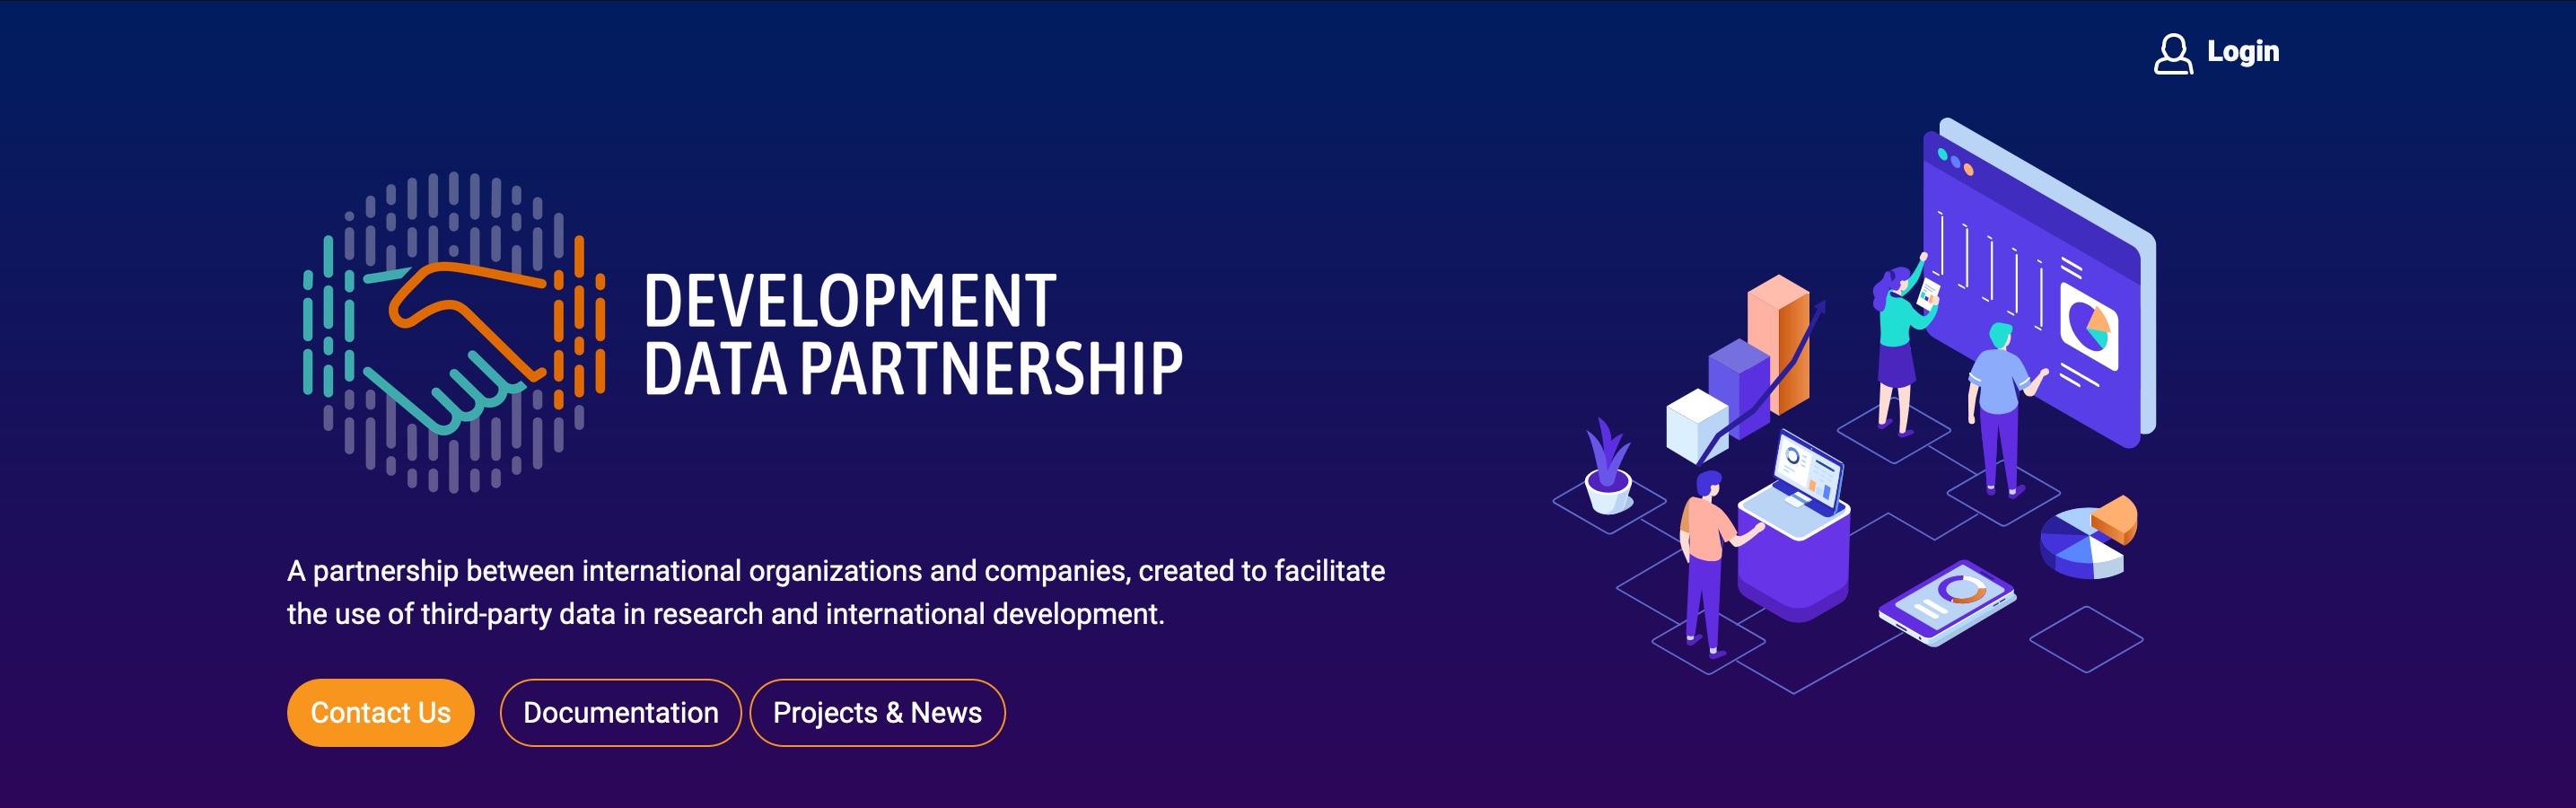 Login
DEVELOPMENT
DATA PARTNERSHIP
A partnership between international organizations and companies, created to facilitate
the use of third-party data in research and international development.
Contact Us
Documentation
Projects & News